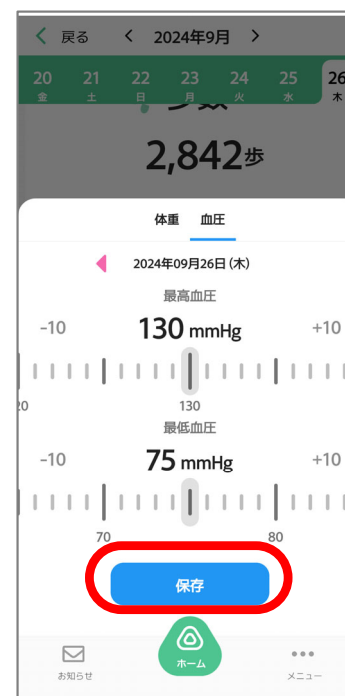 戻る 2024年9月
20 21 22 23 24 25 26
金 土 日 月 火 水 木
歩数
2,842歩
体重 血圧
2024年09月26日(木)
最高血圧
-10 130 mmHg +10
130
最低血圧
-10 75 mmHg +10
70 80
保存
お知らせ ホーム メニュー